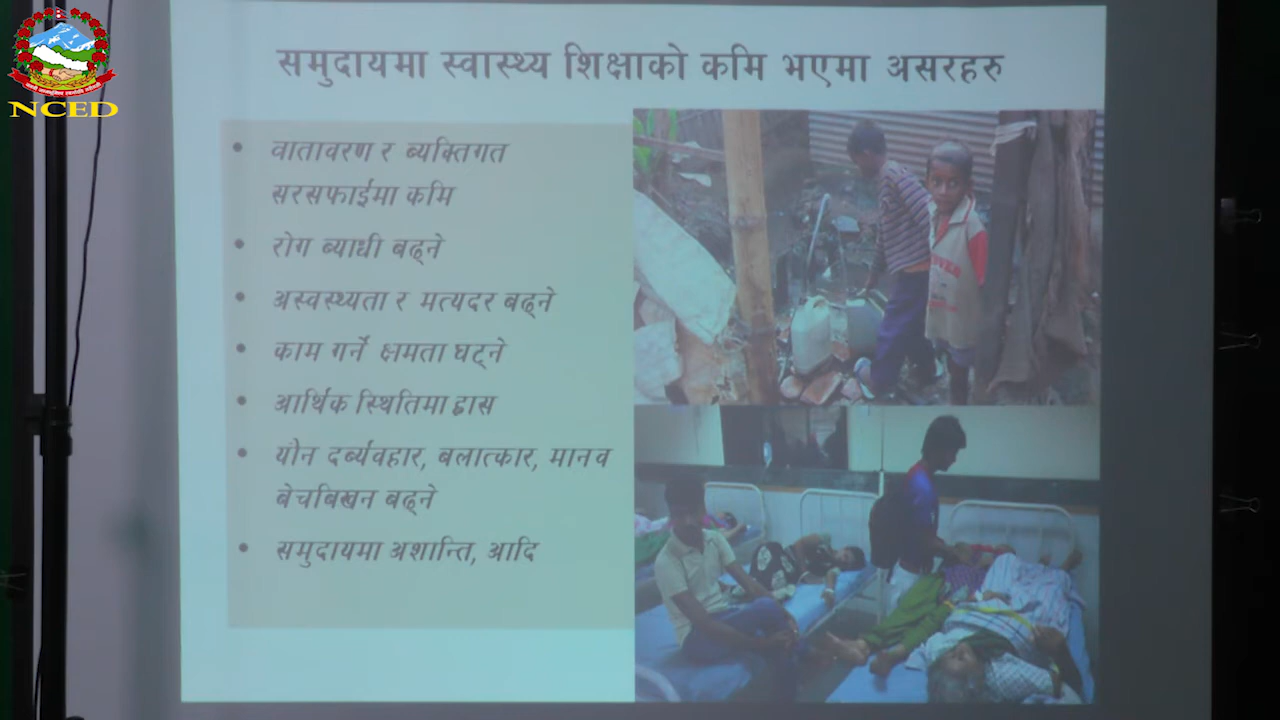 NCED
समुदायमा स्वास्थ्य शिक्षाको कमि भएमा असरहरु
• वातावरण र ब्यक्तिगत
सरसफाईमा कमि
• रोग ब्याधी बढ्ने
• अस्वस्थ्यता र मत्यदर बढ्ने
• काम गर्ने क्षमता घट्ने
• आर्थिक स्थितिमा ह्रास
• यौन दर्ब्यवहार, बलात्कार, मानव
बेचबिखन बढ्ने
• समुदायमा अशान्ति, आदि